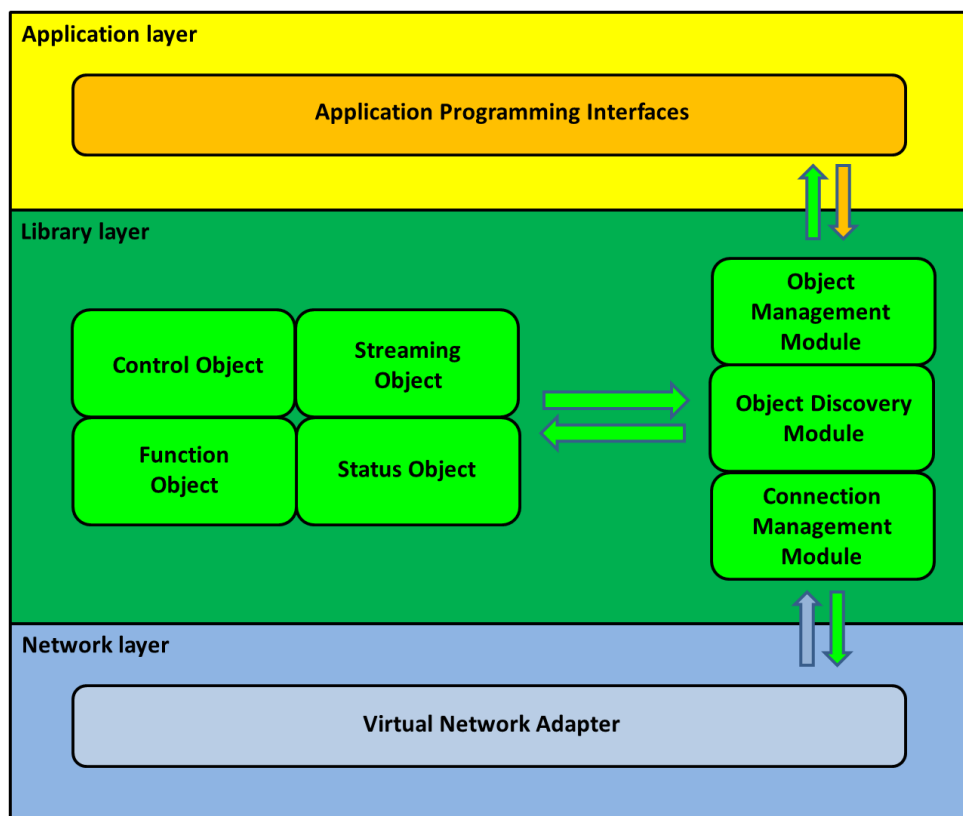 Application layer
Application Programming Interfaces
Library layer
Object
Management
Module
Control Object
Streaming
Object
Object Discovery
Module
Function
Object
Status Object
Connection
Management
Module
Network layer
Virtual Network Adapter